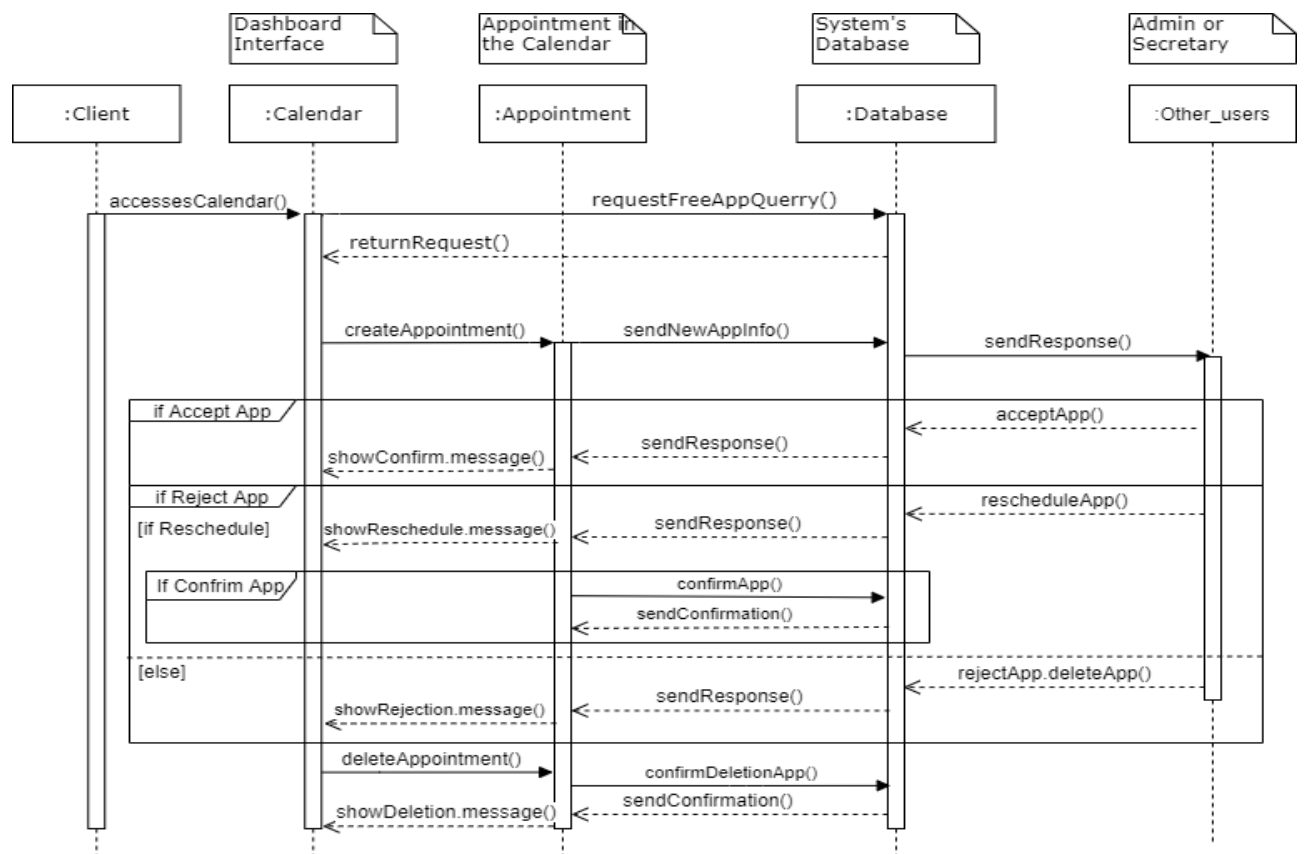 Dashboard
Interface
Appointment in
the Calendar
System's
Database
Admin or
Secretary
:Client
:Calendar
:Appointment
:Database
:Other_users
accessesCalendar()
requestFreeAppQuerry()
returnRequest()
createAppointment()
sendNewAppInfo()
sendResponse()
if Accept App
acceptApp()
sendResponse()
showConfirm.message()
if Reject App
rescheduleApp()
[if Reschedule]
showReschedule.message()
sendResponse()
If Confrim App
confirmApp()
sendConfirmation()
[else]
rejectApp.deleteApp()
sendResponse()
showRejection.message()
deleteAppointment()
confirmDeletionApp()
sendConfirmation()
showDeletion.message()